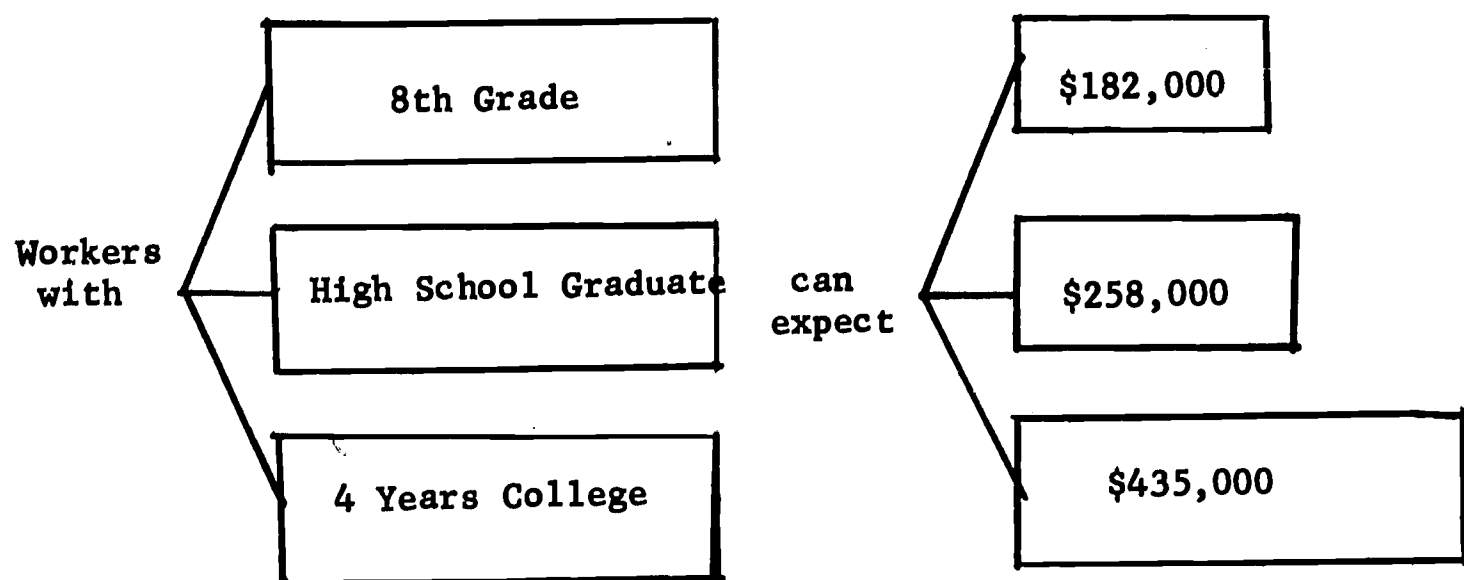 8th Grade
$182,000
Workers
with
High School Graduate
can
expect
$258,000
4 Years College
$435,000